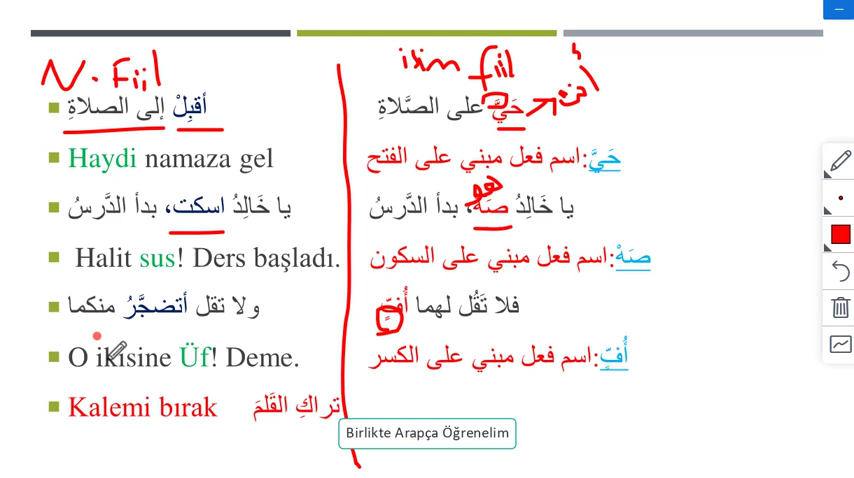 N. Fiil
أقبِلْ إلى الصلاةِ
Haydi namaza gel
يا خَالِدُ اسكت، بدأ الدَّرسُ
Halit sus! Ders başladı.
ولا تقل أتضجَّرُ منكما
O ikisine Üf! Deme.
Kalemi bırak تراكِ القَلمَ
isim fiil
حَيَّ على الصَّلاةِ
حَيَّ: اسم فعل مبني على الفتح
يا خَالِدُ صَهْ، بدأ الدَّرسُ
صَهْ: اسم فعل مبني على السكون
فلا تَقُل لهما أُفٍّ
أُفٍّ: اسم فعل مبني على الكسر
Birlikte Arapça Öğrenelim